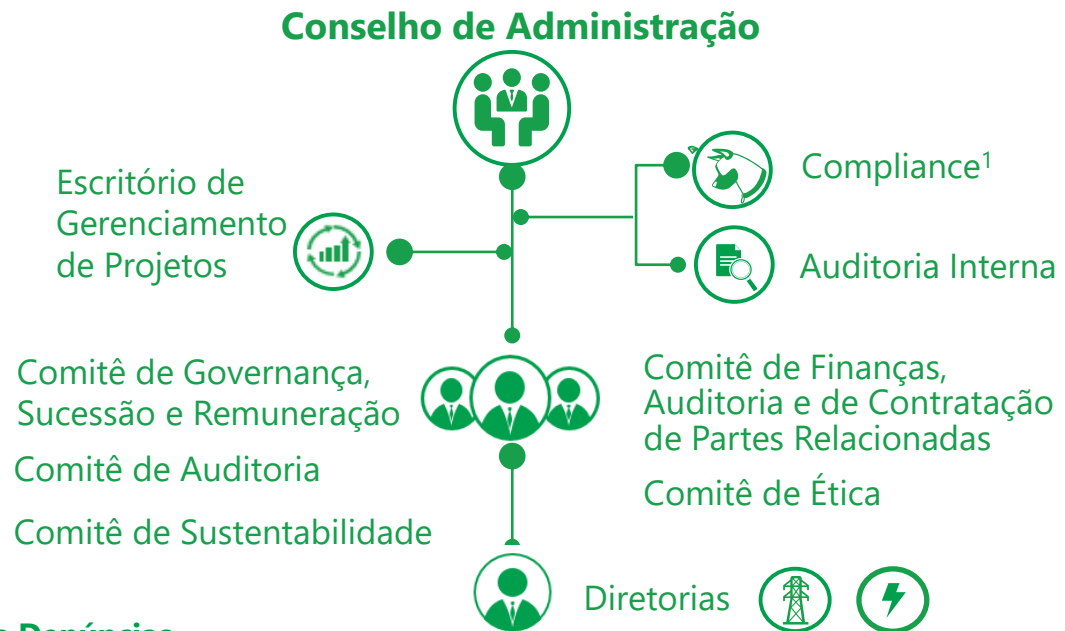 Conselho de Administração
Escritório de
Gerenciamento
de Projetos
Compliance¹
Auditoria Interna
Comitê de Governança,
Sucessão e Remuneração
Comitê de Auditoria
Comitê de Sustentabilidade
Comitê de Finanças,
Auditoria e de Contratação
de Partes Relacionadas
Comitê de Ética
Diretorias